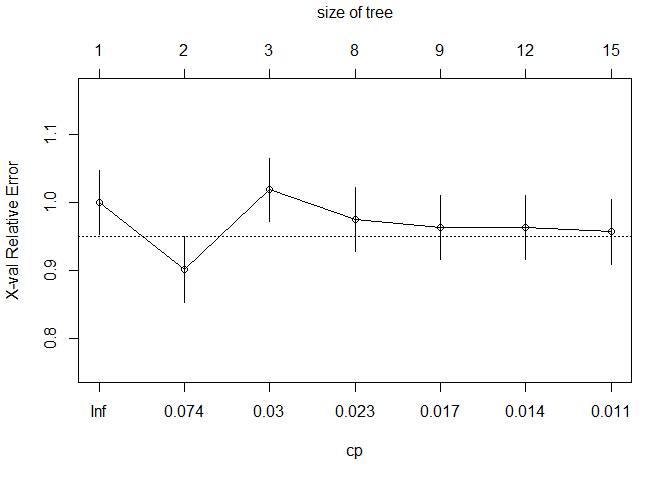 size of tree
1 2 3 8 9 12 15
X-val Relative Error
1.1
1.0
0.9
0.8
Inf 0.074 0.03 0.023 0.017 0.014 0.011
cp